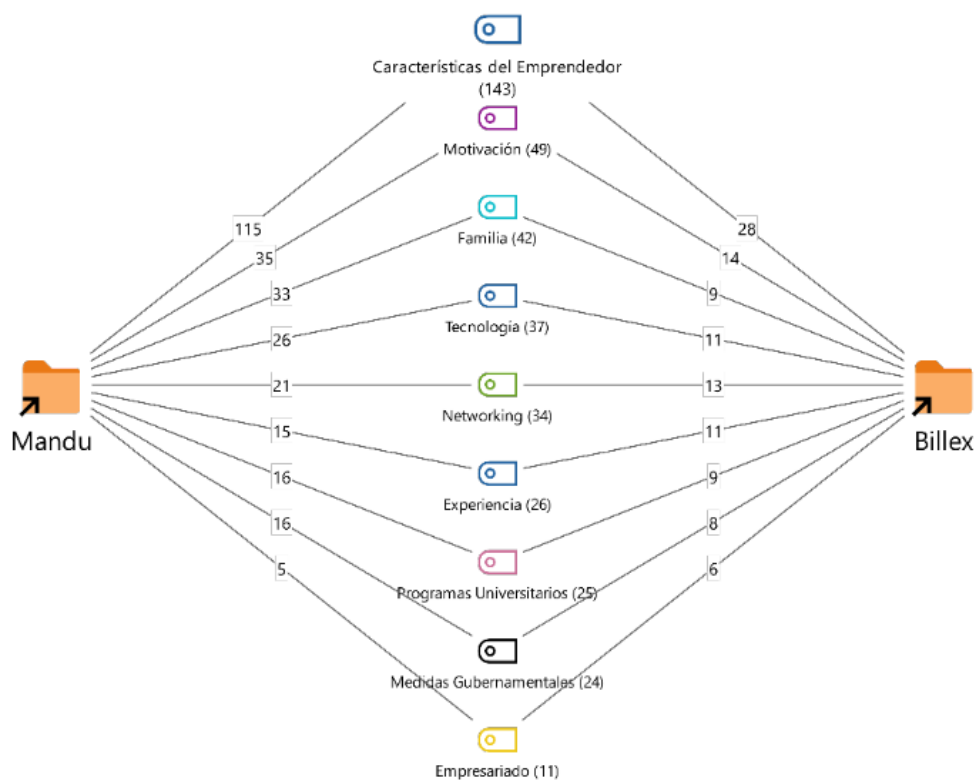 Características del Emprendedor
(143)
Motivación (49)
115
28
35
14
Familia (42)
33
9
Tecnología (37)
26
11
Mandu
21
13
Billex
Networking (34)
15
11
Experiencia (26)
16
9
Programas Universitarios (25)
16
8
Medidas Gubernamentales (24)
5
6
Empresariado (11)